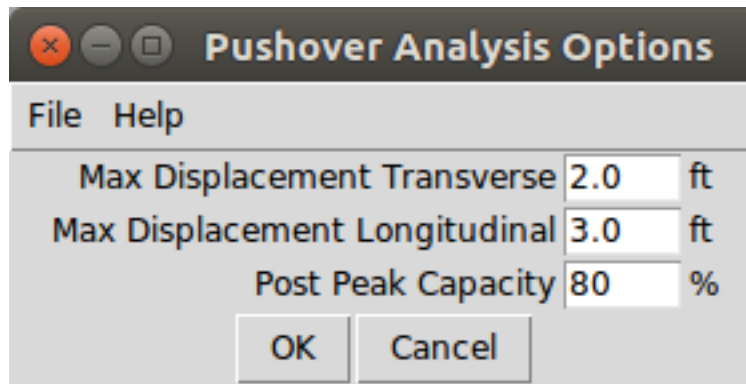 Pushover Analysis Options
File Help
Max Displacement Transverse 2.0 ft
Max Displacement Longitudinal 3.0 ft
Post Peak Capacity 80 %
OK Cancel